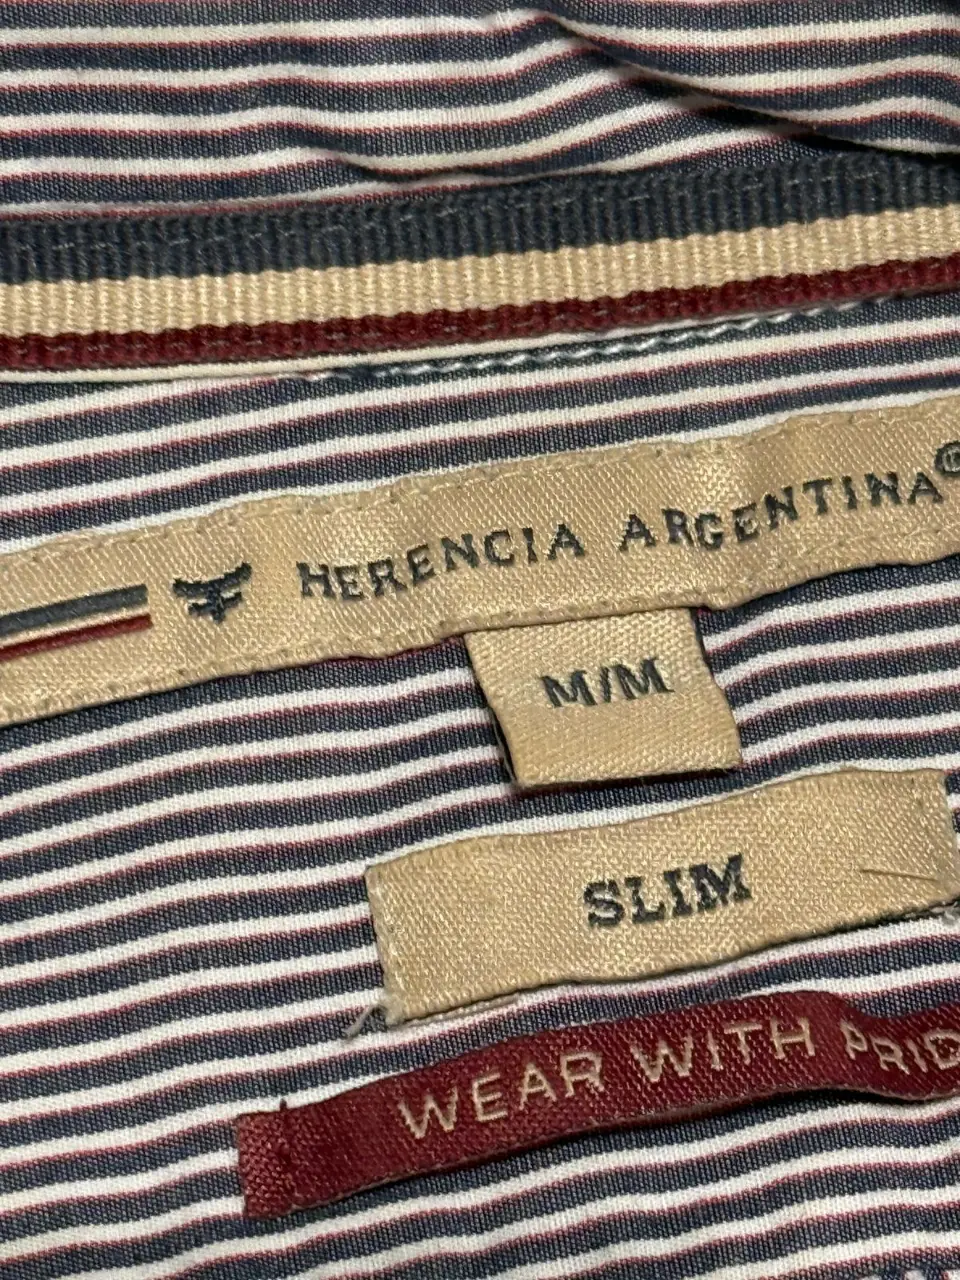 HERENCIA ARGENTINA©
M/M
SLIM
WEAR WITH PRID